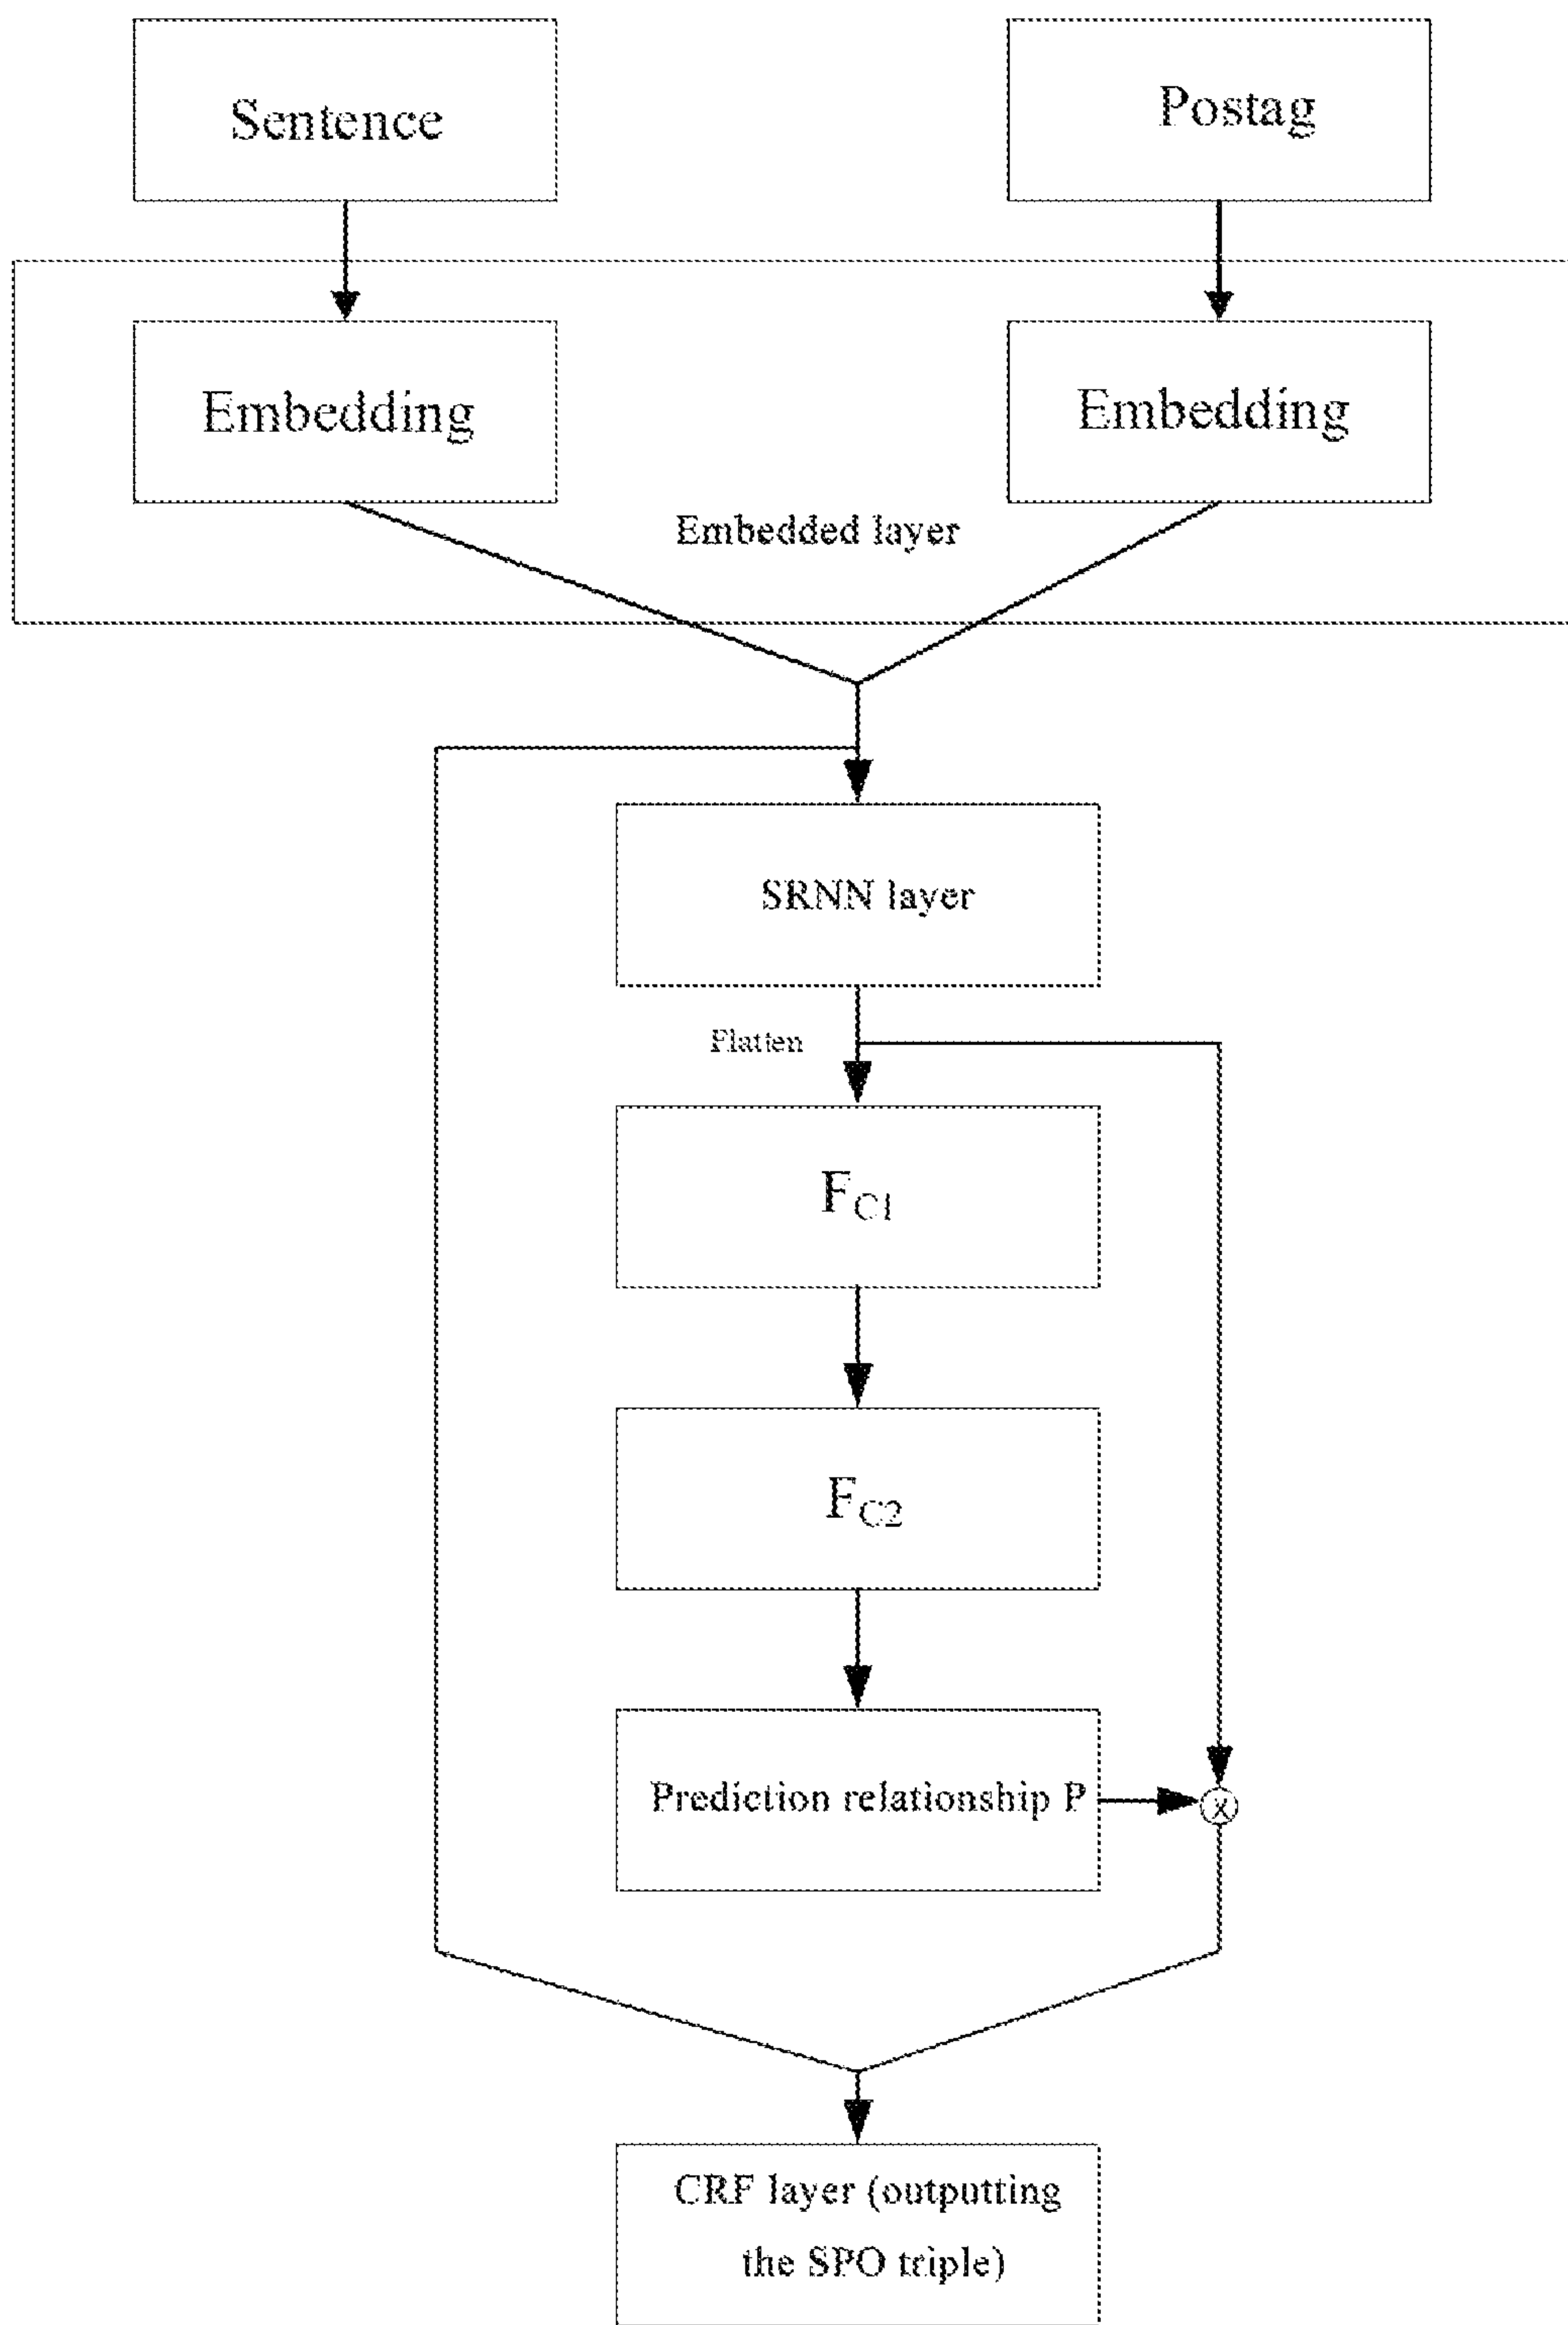 Sentence
Postag
Embedding
Embedding
Embedded layer
SRNN layer
Flatten
FC1
FC2
Prediction relationship P
x
CRF layer (outputting
the SPO triple)